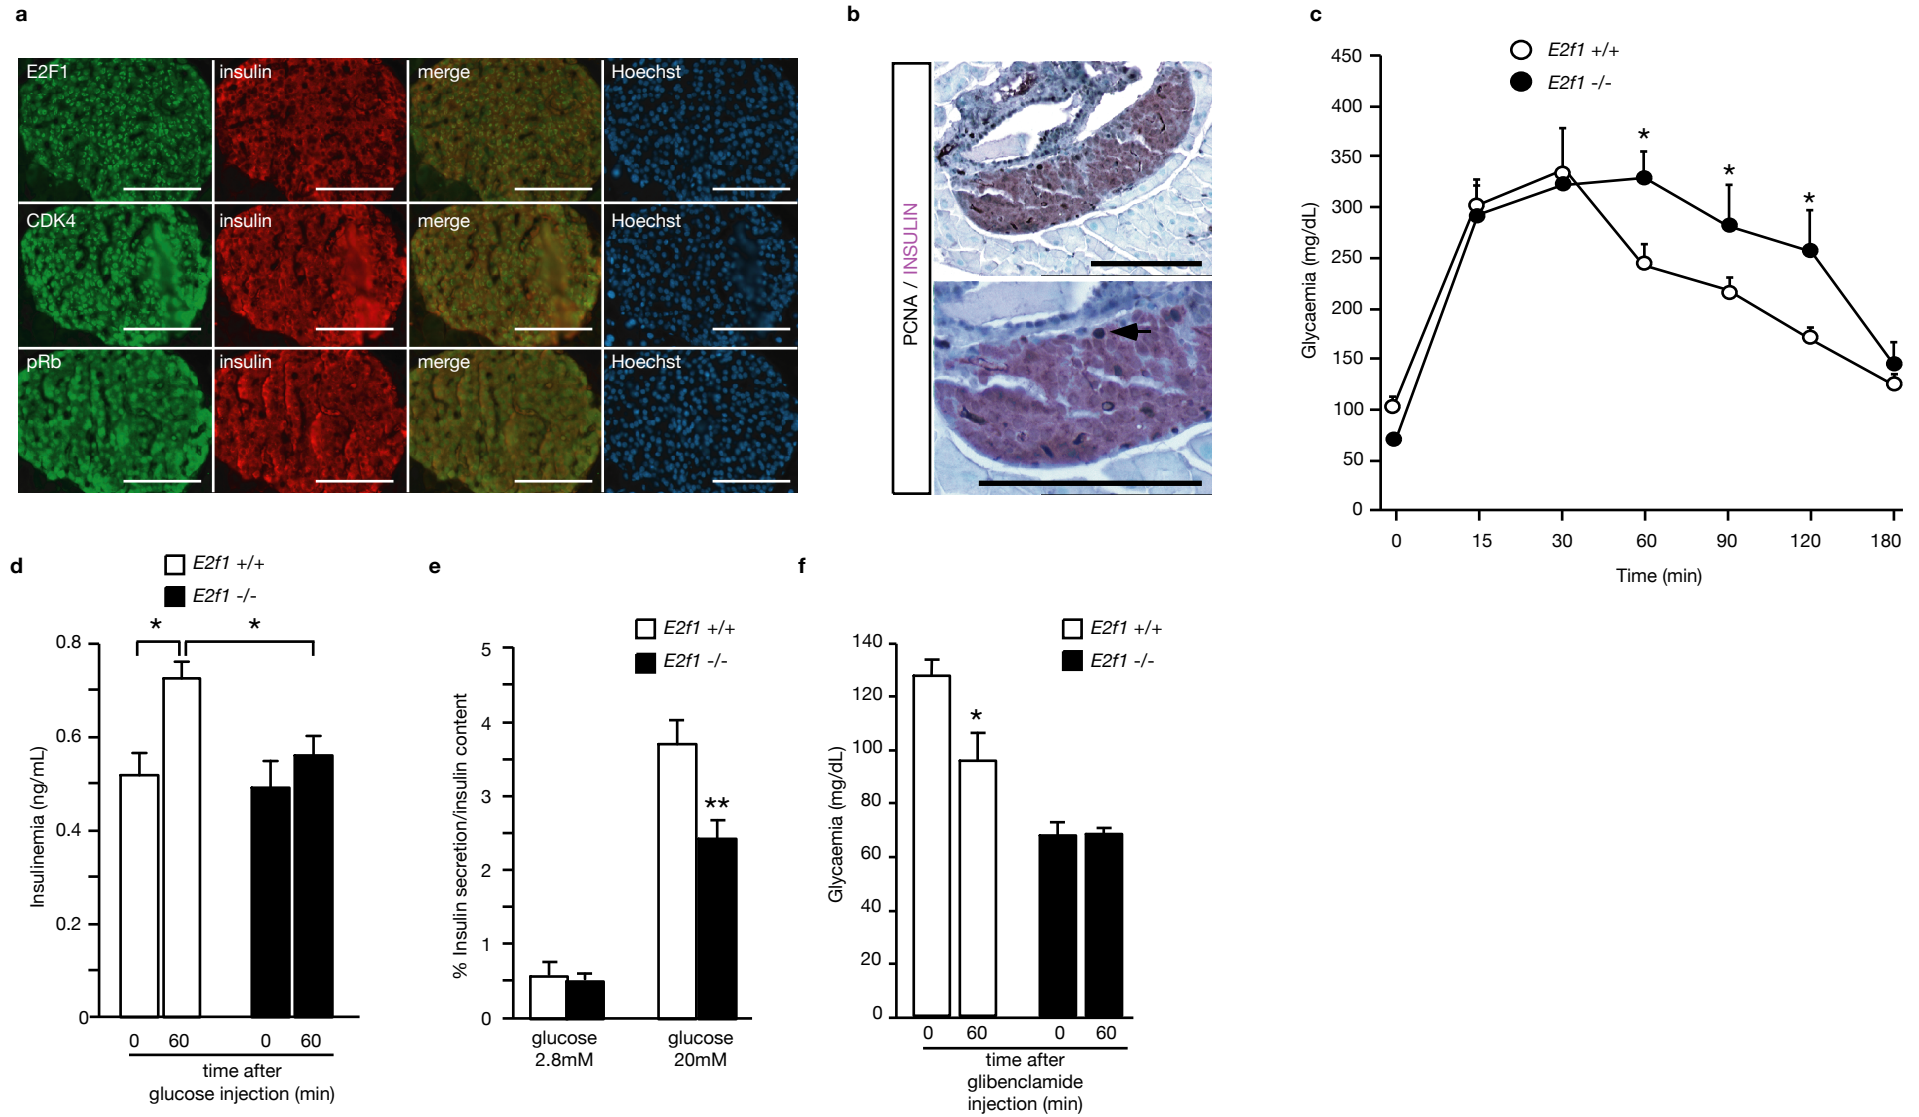 a
E2F1 insulin merge Hoechst
CDK4 insulin merge Hoechst
pRb insulin merge Hoechst
b
PCNA / INSULIN
c
E2f1 +/+
E2f1 -/-
Glycaemia (mg/dL)
450
400
350
300
250
200
150
100
50
0
* * *
0 15 30 60 90 120 180
Time (min)
d
E2f1 +/+
E2f1 -/-
* *
Insulinemia (ng/mL)
0.8
0.6
0.4
0.2
0
0 60 0 60
time after
glucose injection (min)
e
E2f1 +/+
E2f1 -/-
% Insulin secretion/insulin content
5
4
3
2
1
0
**
glucose glucose
2.8mM 20mM
f
E2f1 +/+
E2f1 -/-
Glycaemia (mg/dL)
140
120
100
80
60
40
20
0
*
0 60 0 60
time after
glibenclamide
injection (min)